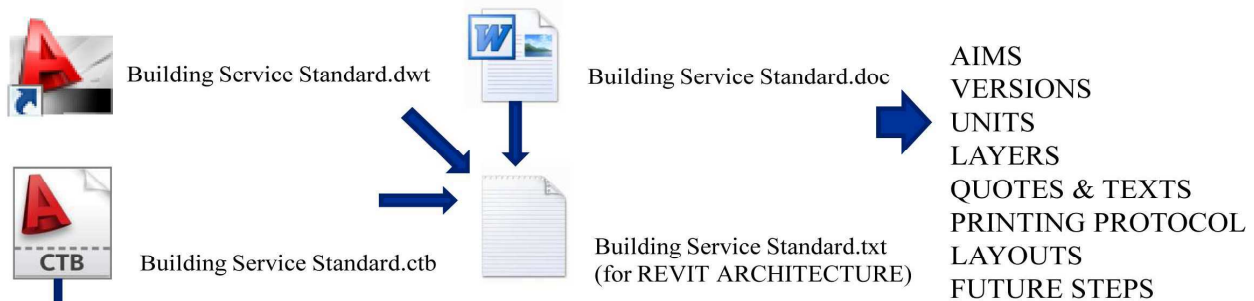 Building Service Standard.dwt
W
Building Service Standard.doc
AIMS
VERSIONS
UNITS
LAYERS
QUOTES & TEXTS
PRINTING PROTOCOL
LAYOUTS
FUTURE STEPS
CTB
Building Service Standard.ctb
Building Service Standard.txt
(for REVIT ARCHITECTURE)